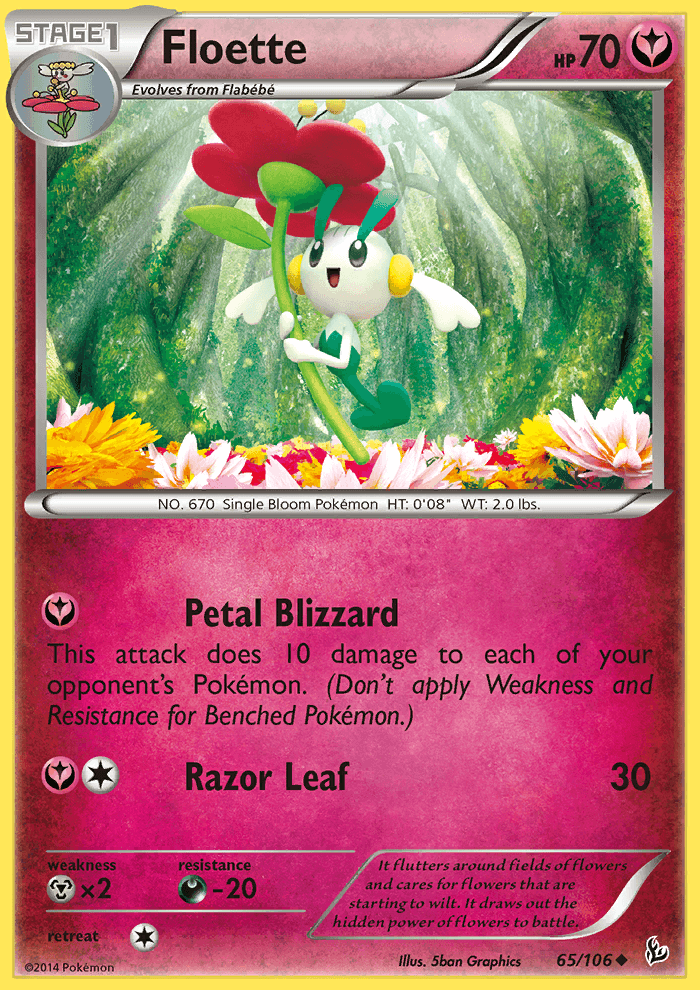 STAGE1
Floette
HP70
Evolves from Flabébé
NO. 670 Single Bloom Pokémon HT: 0'08" WT: 2.0 lbs.
Petal Blizzard
This attack does 10 damage to each of your
opponent's Pokémon. (Don't apply Weakness and
Resistance for Benched Pokémon.)
Razor Leaf 30
weakness
×2
resistance
-20
It flutters around fields of flowers
and cares for flowers that are
starting to wilt. It draws out the
hidden power of flowers to battle.
retreat
©2014 Pokémon
Illus. 5ban Graphics
65/106